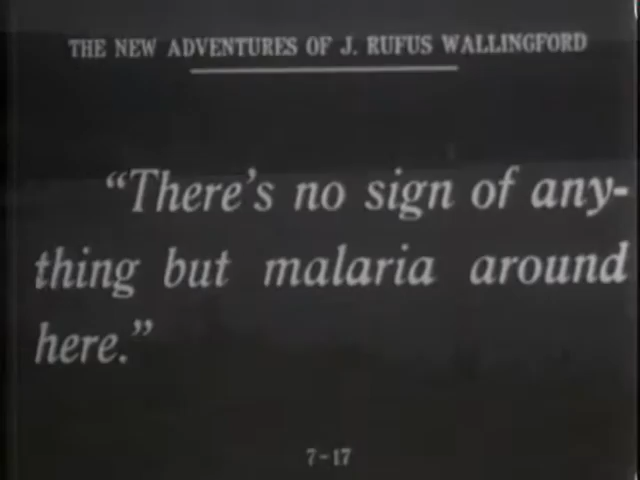 THE NEW ADVENTURES OF J. RUFUS WALLINGFORD
“There’s no sign of any-
thing but malaria around
here.”
7-17